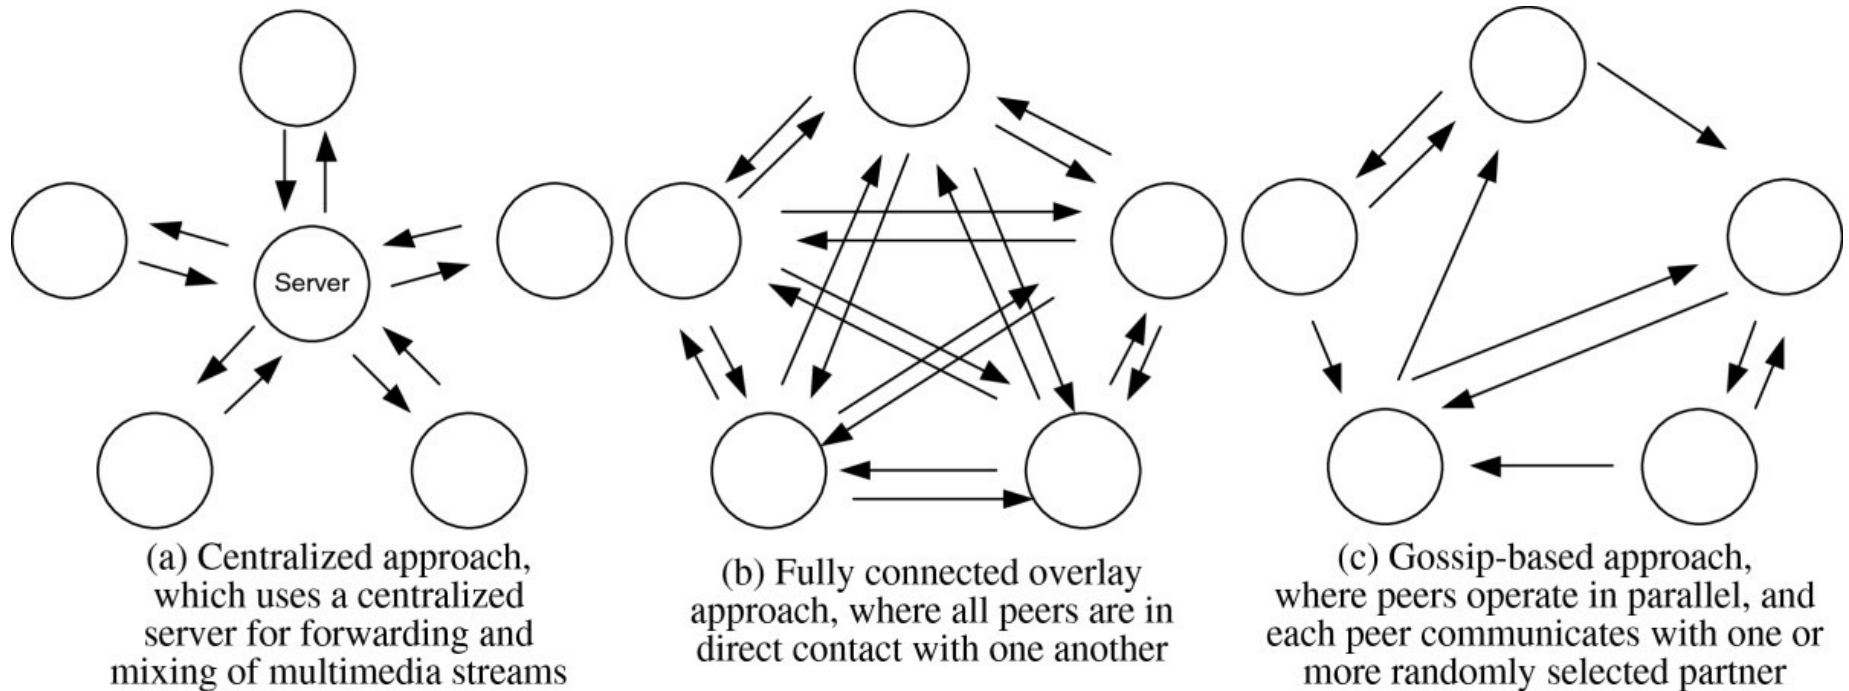 Server
(a) Centralized approach,
which uses a centralized
server for forwarding and
mixing of multimedia streams
(b) Fully connected overlay
approach, where all peers are in
direct contact with one another
(c) Gossip-based approach,
where peers operate in parallel, and
each peer communicates with one or
more randomly selected partner